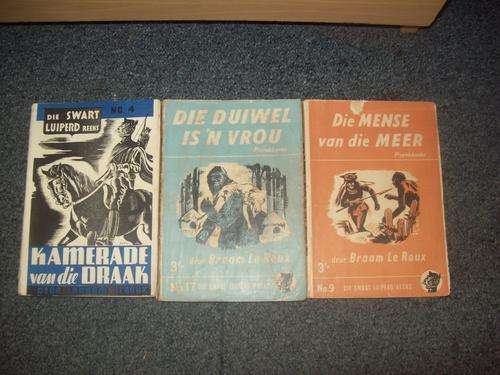 DIE SWART
LUIPERD REEKS
No 4
KAMERADE
van die DRAAK
DIE DUIWEL
IS 'N VROU
Prentkboeke
3/-
deur Braam Le Roux
No 17
Die MENSE
van die MEER
3/-
deur Braam Le Roux
No 9 DIE SWART LUIPERD REEKS